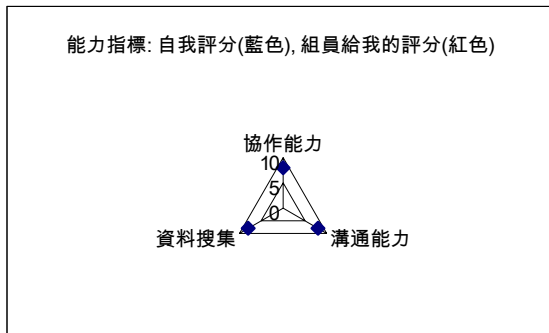 能力指標: 自我評分(藍色), 組員給我的評分(紅色)
協作能力
10
5
0
資料搜集
溝通能力